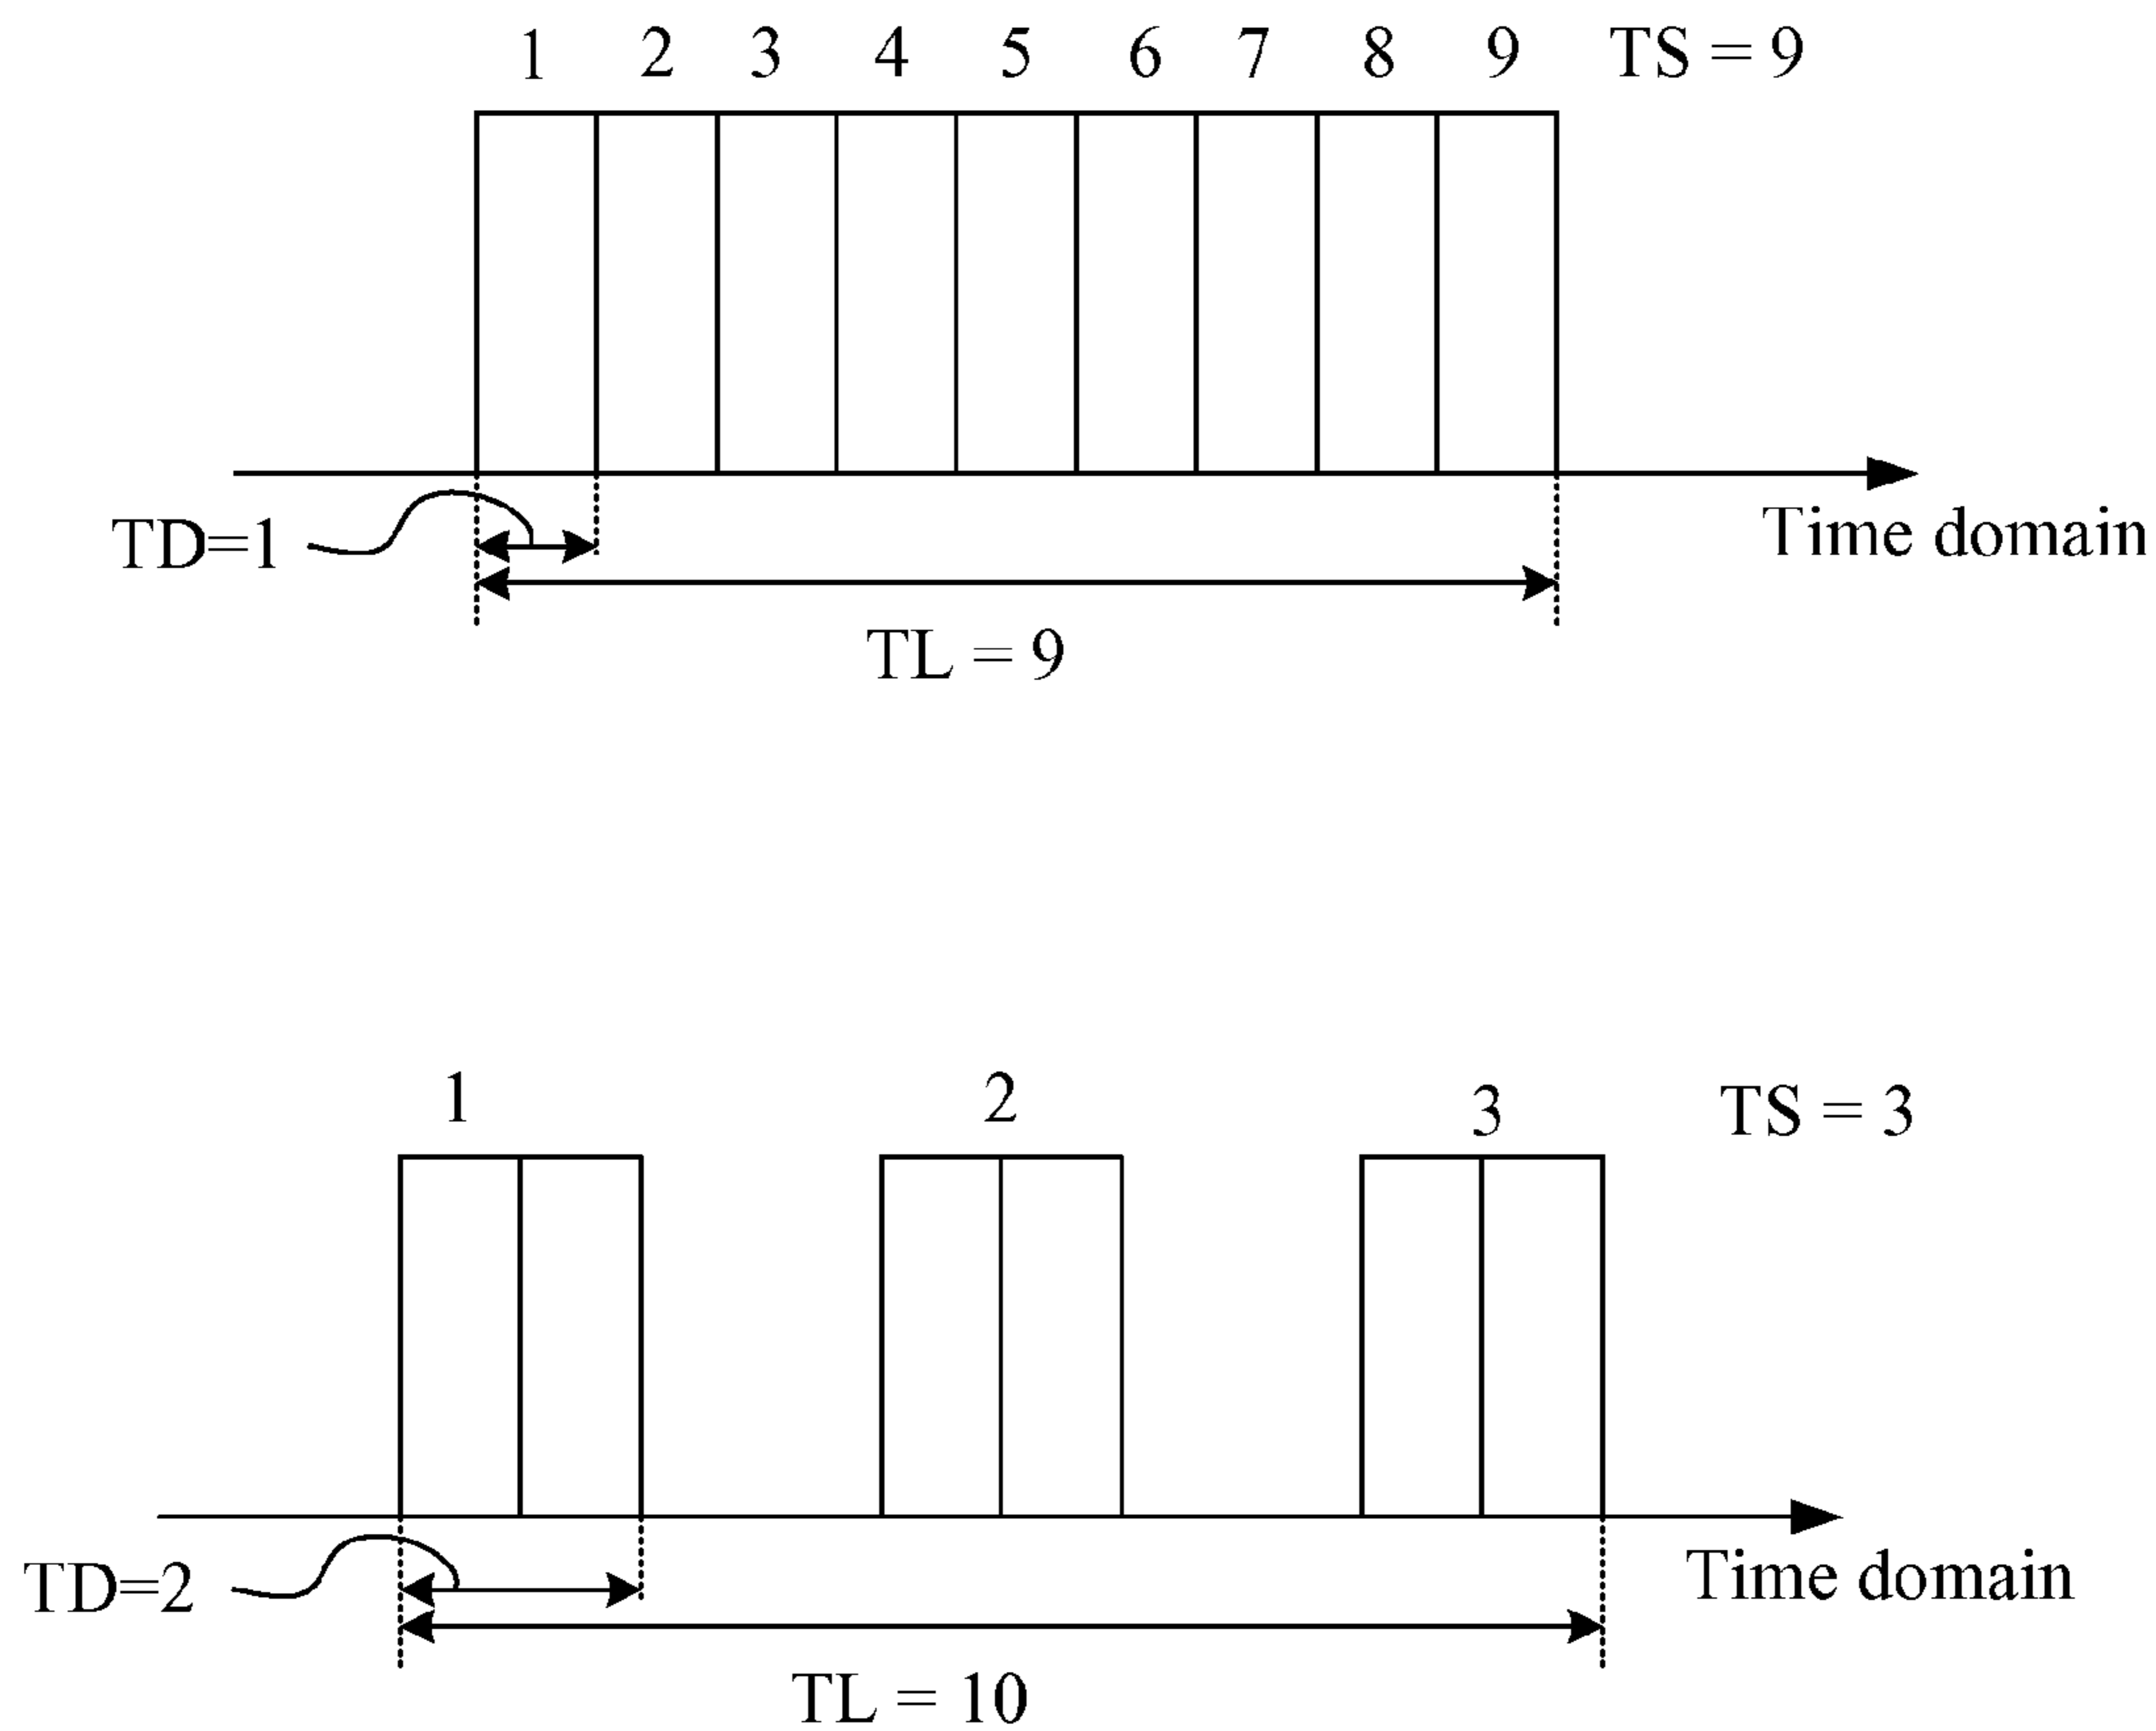 1 2 3 4 5 6 7 8 9 TS = 9
Time domain
TD=1
TL = 9
1 2 3 TS = 3
Time domain
TD=2
TL = 10